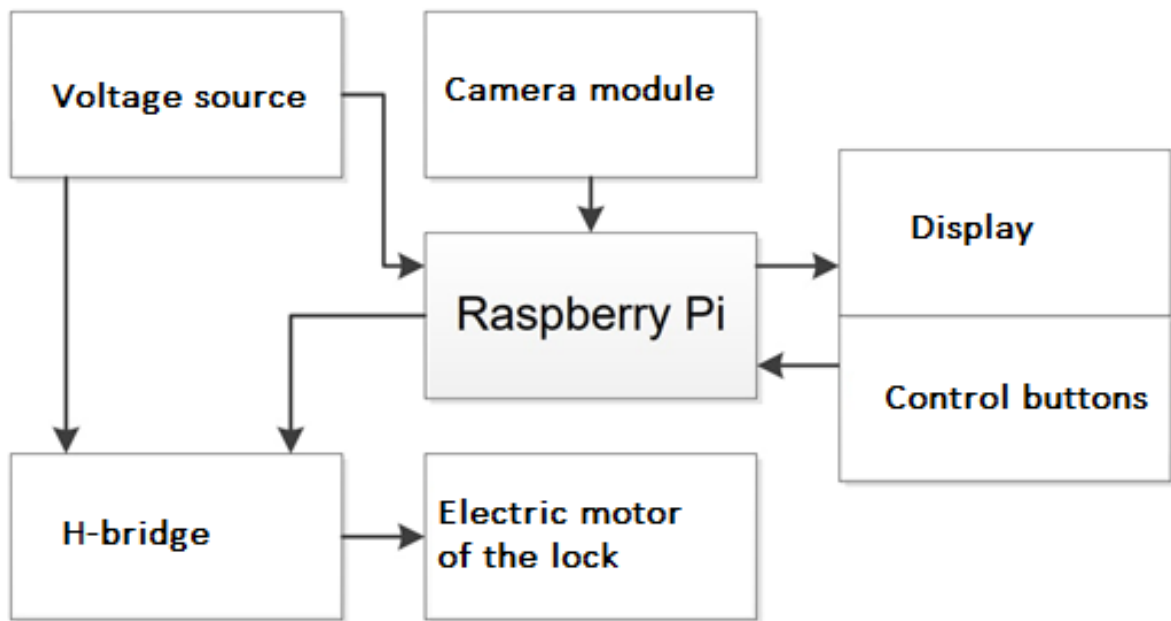 Voltage source
Camera module
Display
Raspberry Pi
Control buttons
H-bridge
Electric motor
of the lock